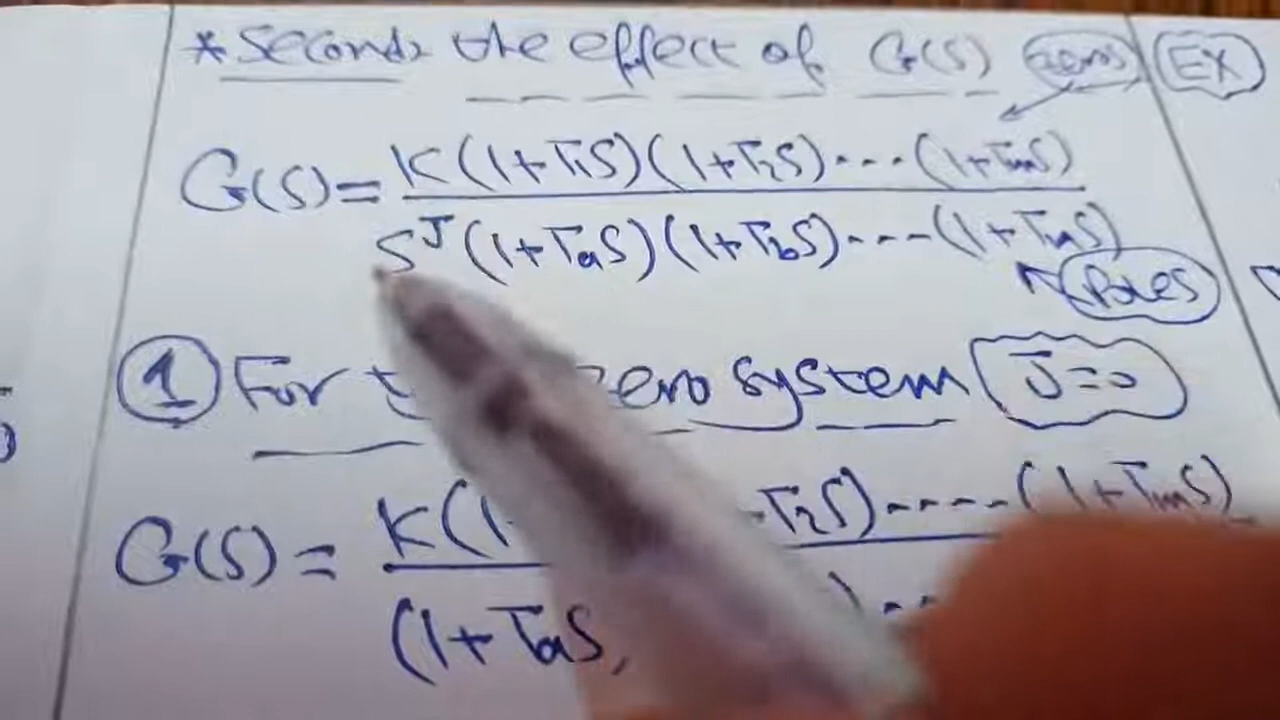 * Second, the effect of G(S) zeros EX
G(S) = K(1+T1S)(1+T2S)---(1+TmS)
S^J(1+TaS)(1+TbS)----(1+TnS)
Poles
① For zero system J=0
G(S) = K(1 T2S)-----(1+TmS)
(1+TaS )--